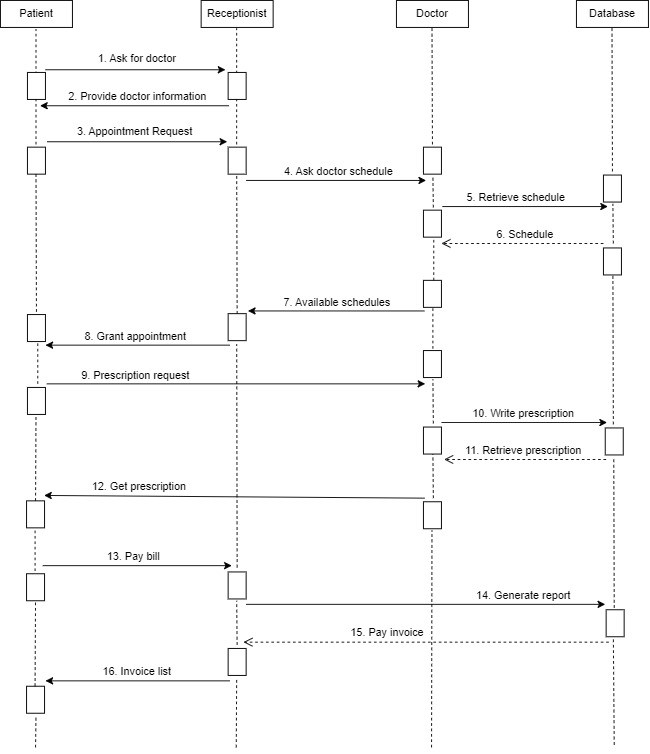 Patient
Receptionist
Doctor
Database
1. Ask for doctor
2. Provide doctor information
3. Appointment Request
4. Ask doctor schedule
5. Retrieve schedule
6. Schedule
7. Available schedules
8. Grant appointment
9. Prescription request
10. Write prescription
11. Retrieve prescription
12. Get prescription
13. Pay bill
14. Generate report
15. Pay invoice
16. Invoice list